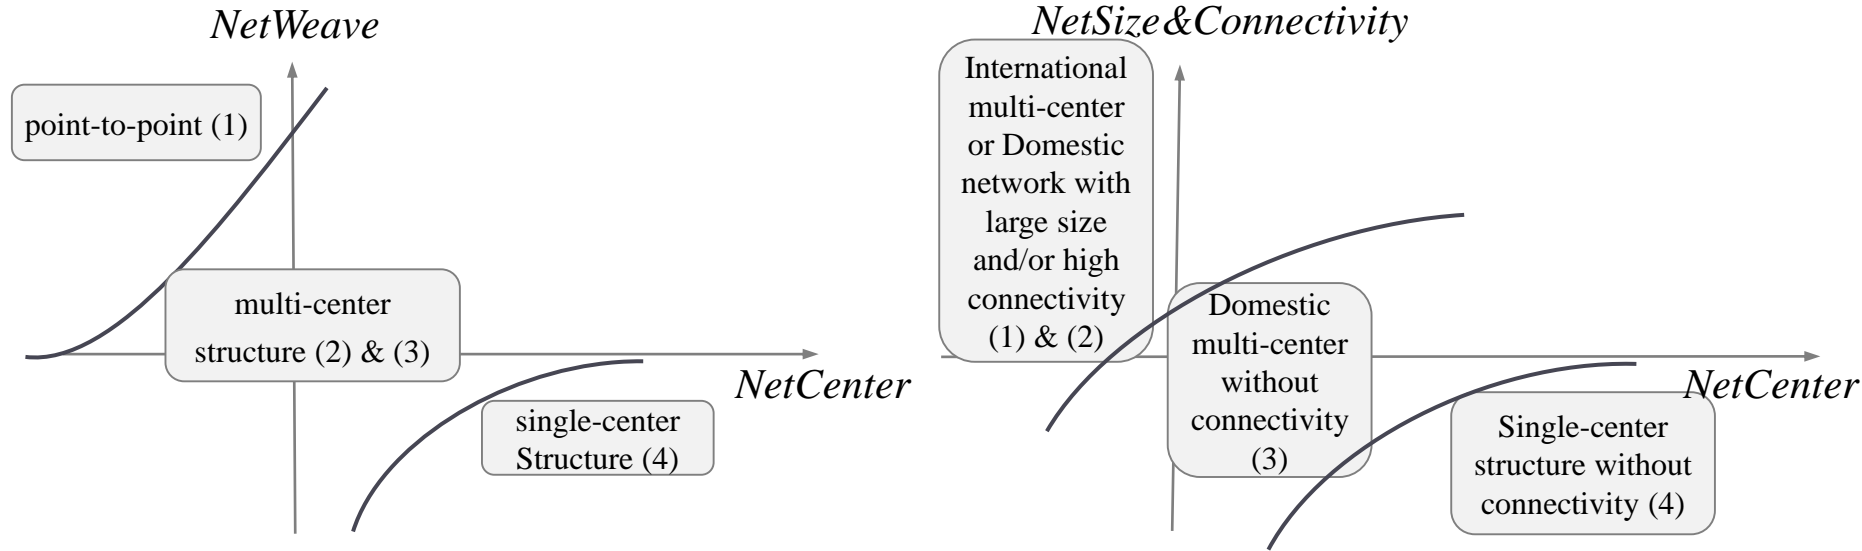 NetWeave
point-to-point (1)
multi-center
structure (2) & (3)
NetCenter
single-center
Structure (4)
NetSize&Connectivity
International
multi-center
or Domestic
network with
large size
and/or high
connectivity
(1) & (2)
Domestic
multi-center
without
connectivity
(3)
NetCenter
Single-center
structure without
connectivity (4)